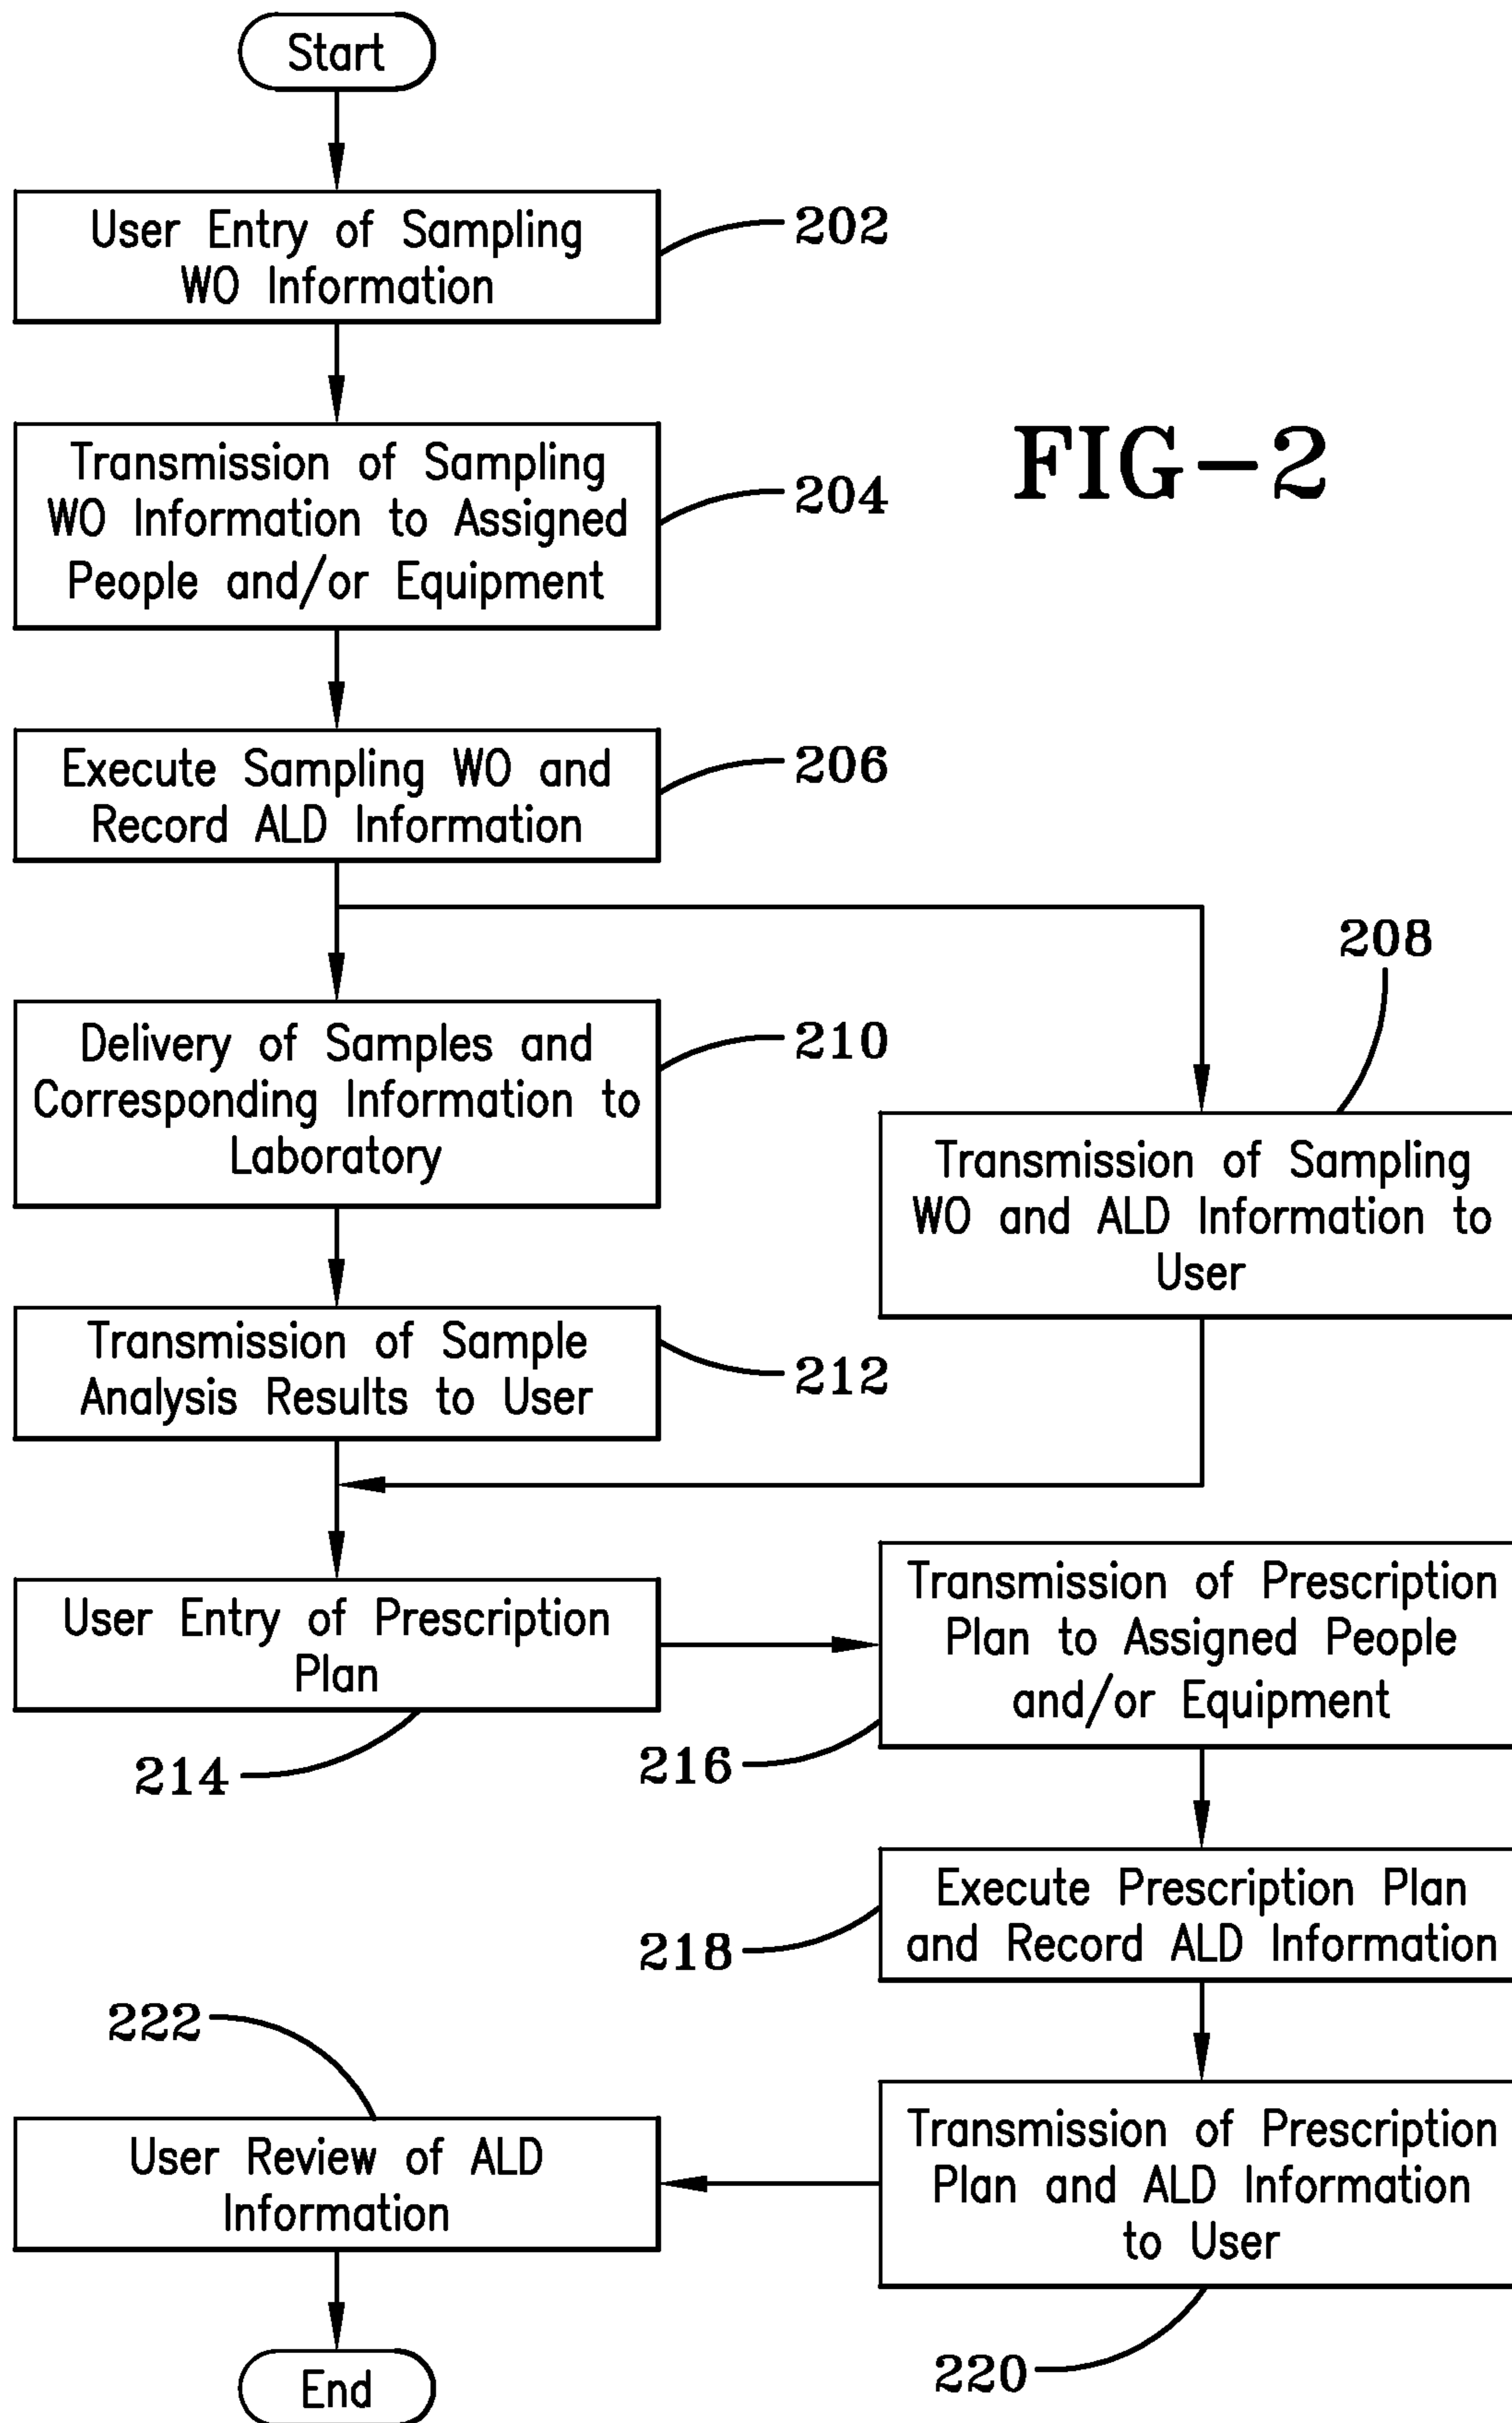 Start
User Entry of Sampling
WO Information
202
Transmission of Sampling
WO Information to Assigned
People and/or Equipment
204
FIG-2
Execute Sampling WO and
Record ALD Information
206
208
Delivery of Samples and
Corresponding Information to
Laboratory
210
Transmission of Sampling
WO and ALD Information to
User
Transmission of Sample
Analysis Results to User
212
User Entry of Prescription
Plan
214
Transmission of Prescription
Plan to Assigned People
and/or Equipment
216
Execute Prescription Plan
and Record ALD Information
218
222
Transmission of Prescription
Plan and ALD Information
to User
220
User Review of ALD
Information
End